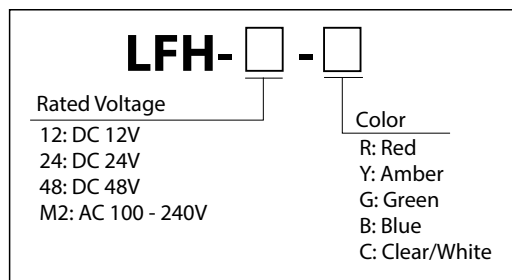 LFH- □ - □
Rated Voltage
12: DC 12V
24: DC 24V
48: DC 48V
M2: AC 100 - 240V
Color
R: Red
Y: Amber
G: Green
B: Blue
C: Clear/White